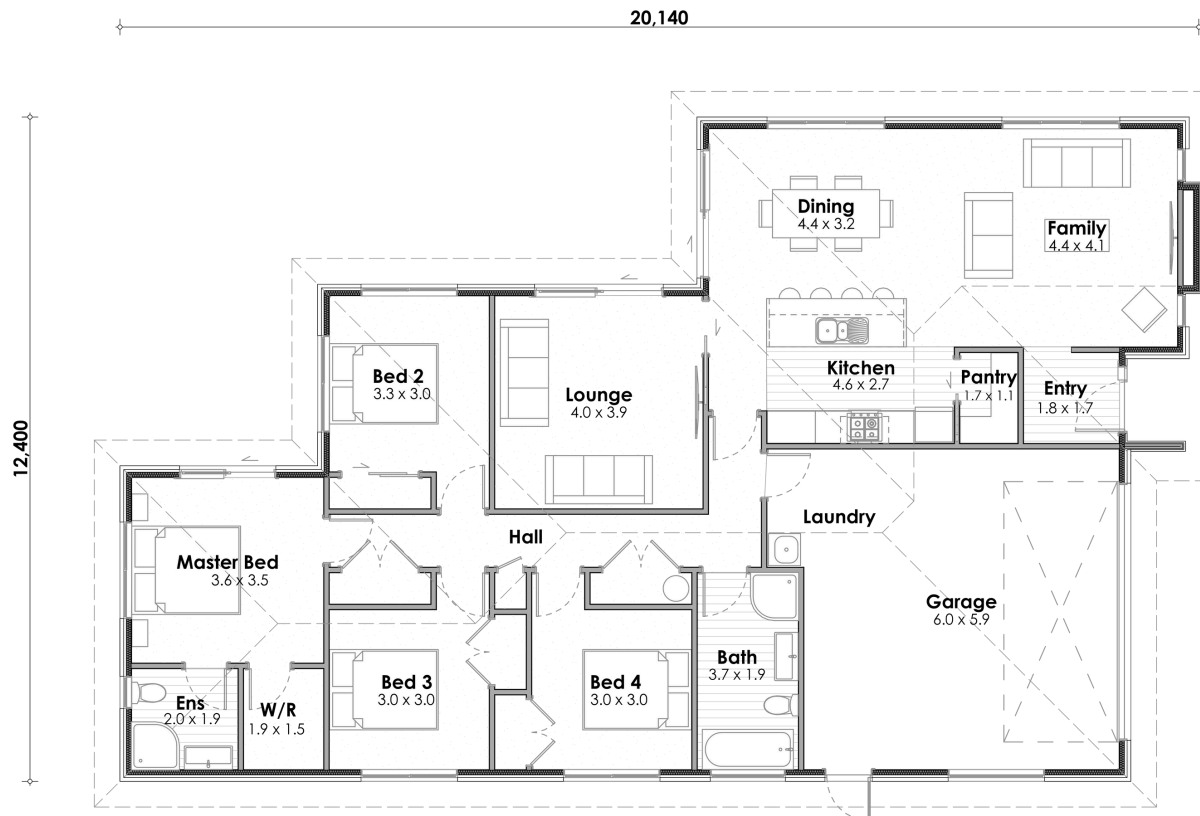 20,140
12,400
Dining
4.4 x 3.2
Family
4.4 x 4.1
Bed 2
3.3 x 3.0
Lounge
4.0 x 3.9
Kitchen
4.6 x 2.7
Pantry
1.7 x 1.1
Entry
1.8 x 1.7
Laundry
Hall
Master Bed
3.6 x 3.5
Garage
6.0 x 5.9
Ens
2.0 x 1.9
W/R
1.9 x 1.5
Bed 3
3.0 x 3.0
Bed 4
3.0 x 3.0
Bath
3.7 x 1.9